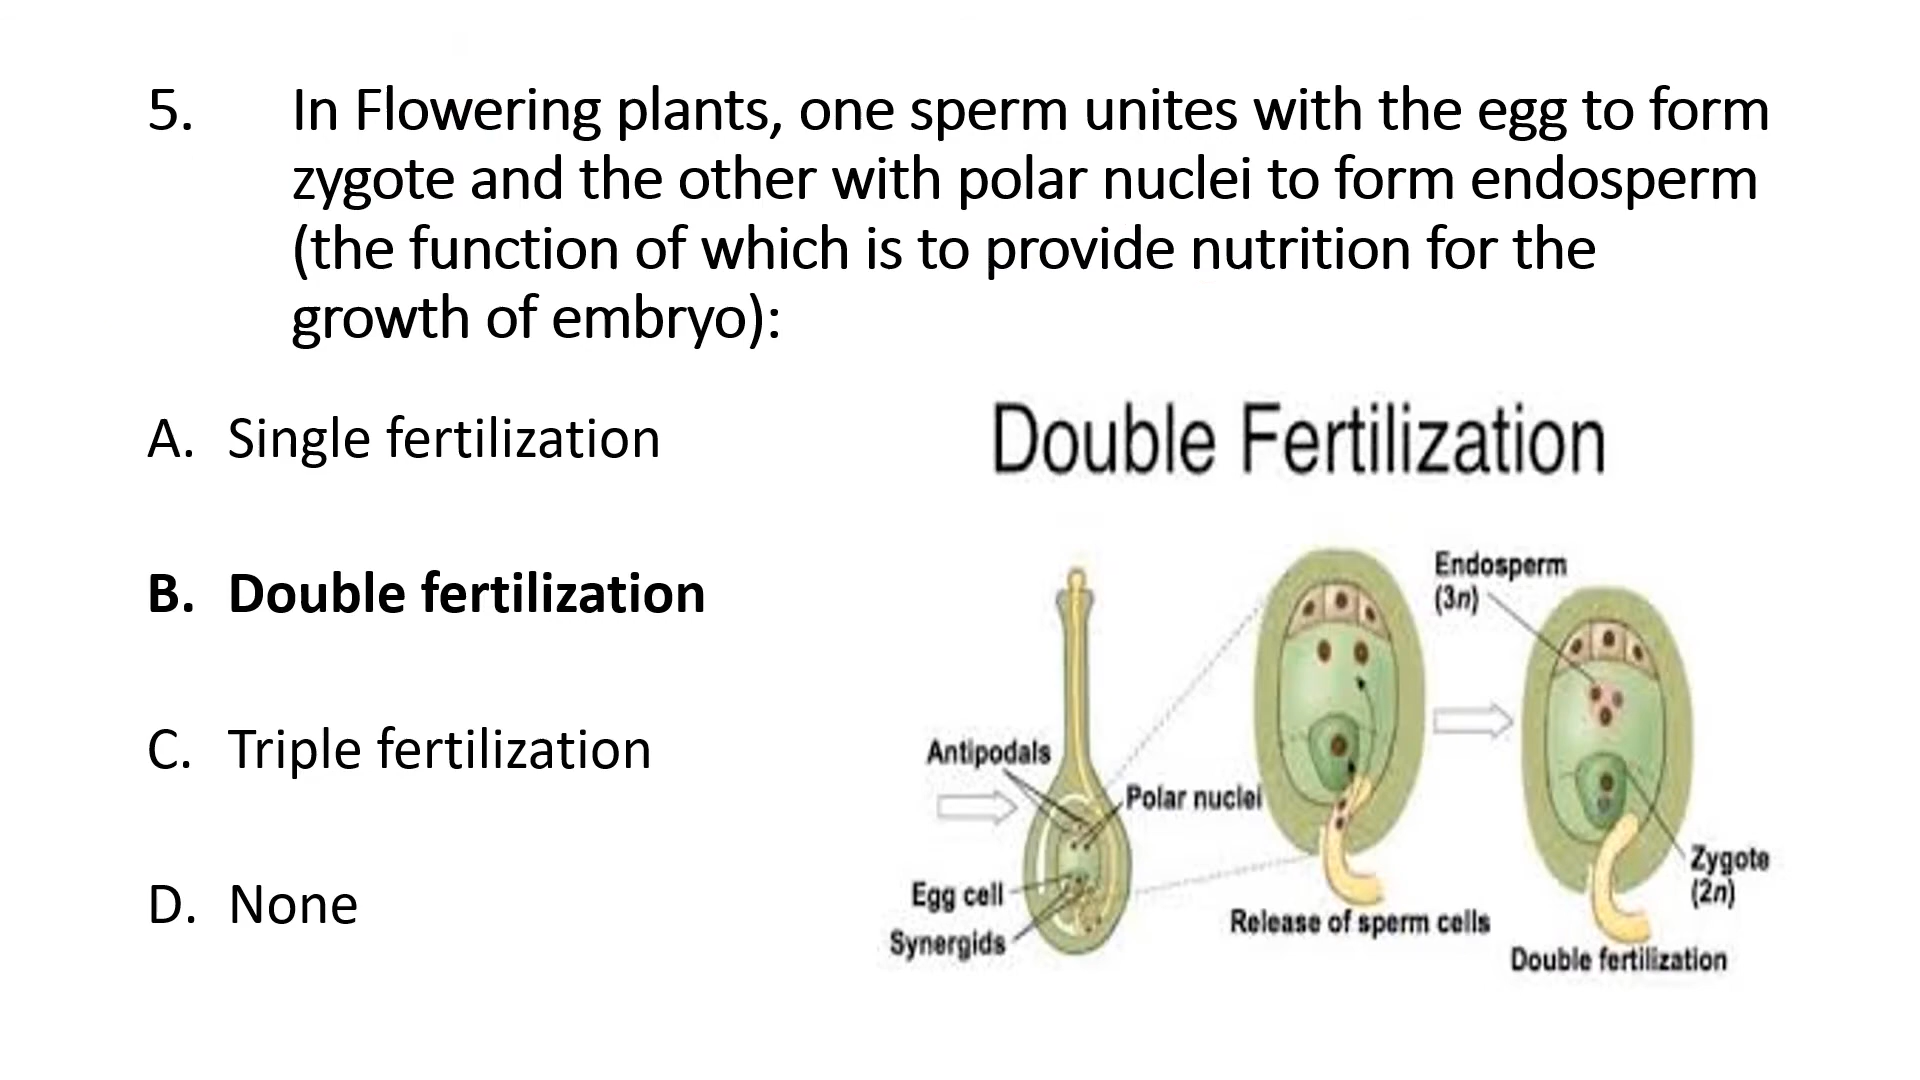 5. In Flowering plants, one sperm unites with the egg to form
zygote and the other with polar nuclei to form endosperm
(the function of which is to provide nutrition for the
growth of embryo):
A. Single fertilization
B. Double fertilization
C. Triple fertilization
D. None
Double Fertilization
Endosperm
(3n)
Antipodals
Polar nuclei
Egg cell
Synergids
Release of sperm cells
Zygote
(2n)
Double fertilization